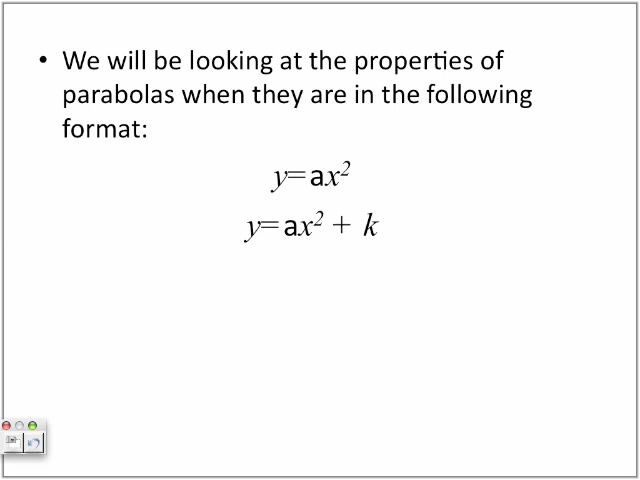 • We will be looking at the properties of
parabolas when they are in the following
format:
y=ax²
y=ax² + k